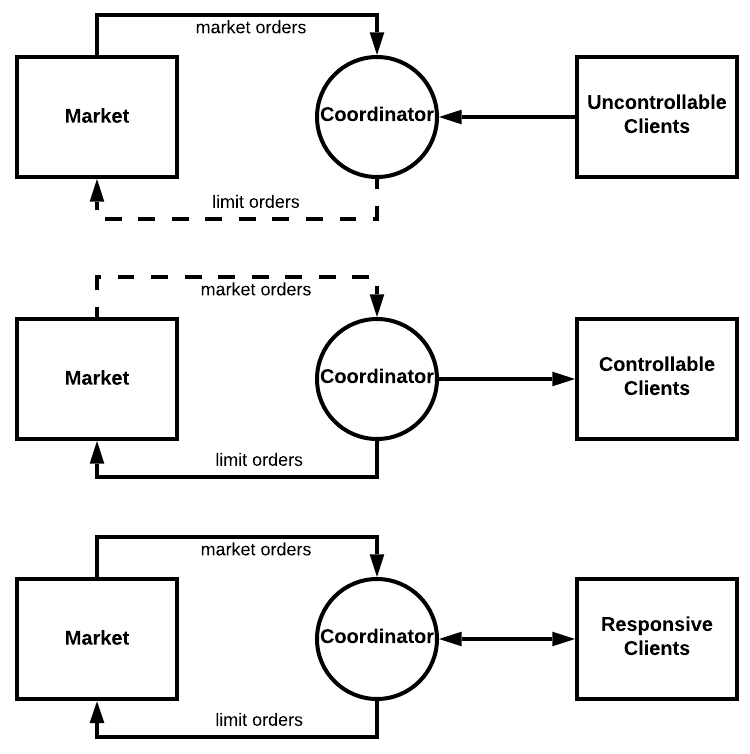 market orders
Market
Coordinator
Uncontrollable
Clients
limit orders
market orders
Market
Coordinator
Controllable
Clients
limit orders
market orders
Market
Coordinator
Responsive
Clients
limit orders